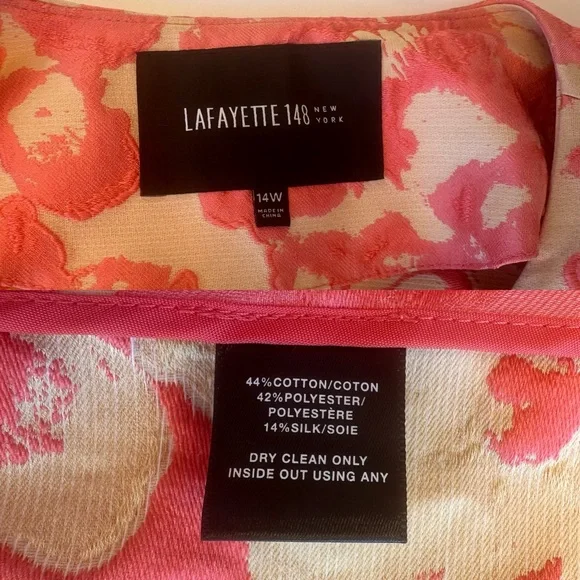 LAFAYETTE 148 NEW YORK
14W
MADE IN
CHINA
44%COTTON/COTON
42%POLYESTER/
POLYESTÈRE
14%SILK/SOIE
DRY CLEAN ONLY
INSIDE OUT USING ANY